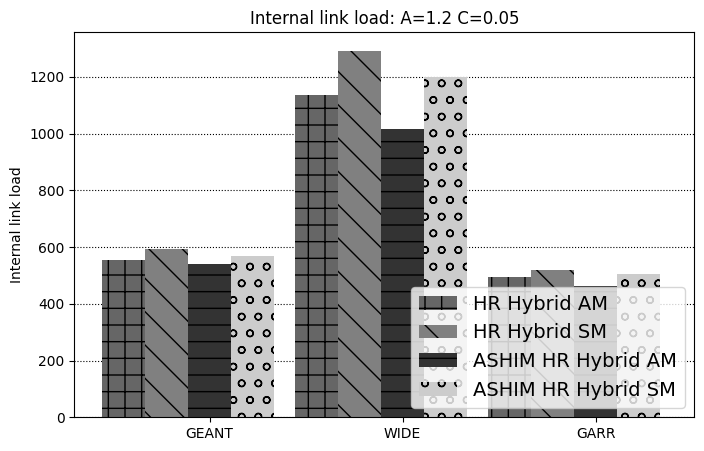 Internal link load: A=1.2 C=0.05
Internal link load
1200
1000
800
600
400
200
0
GEANT
WIDE
GARR
HR Hybrid AM
HR Hybrid SM
ASHIM HR Hybrid AM
ASHIM HR Hybrid SM